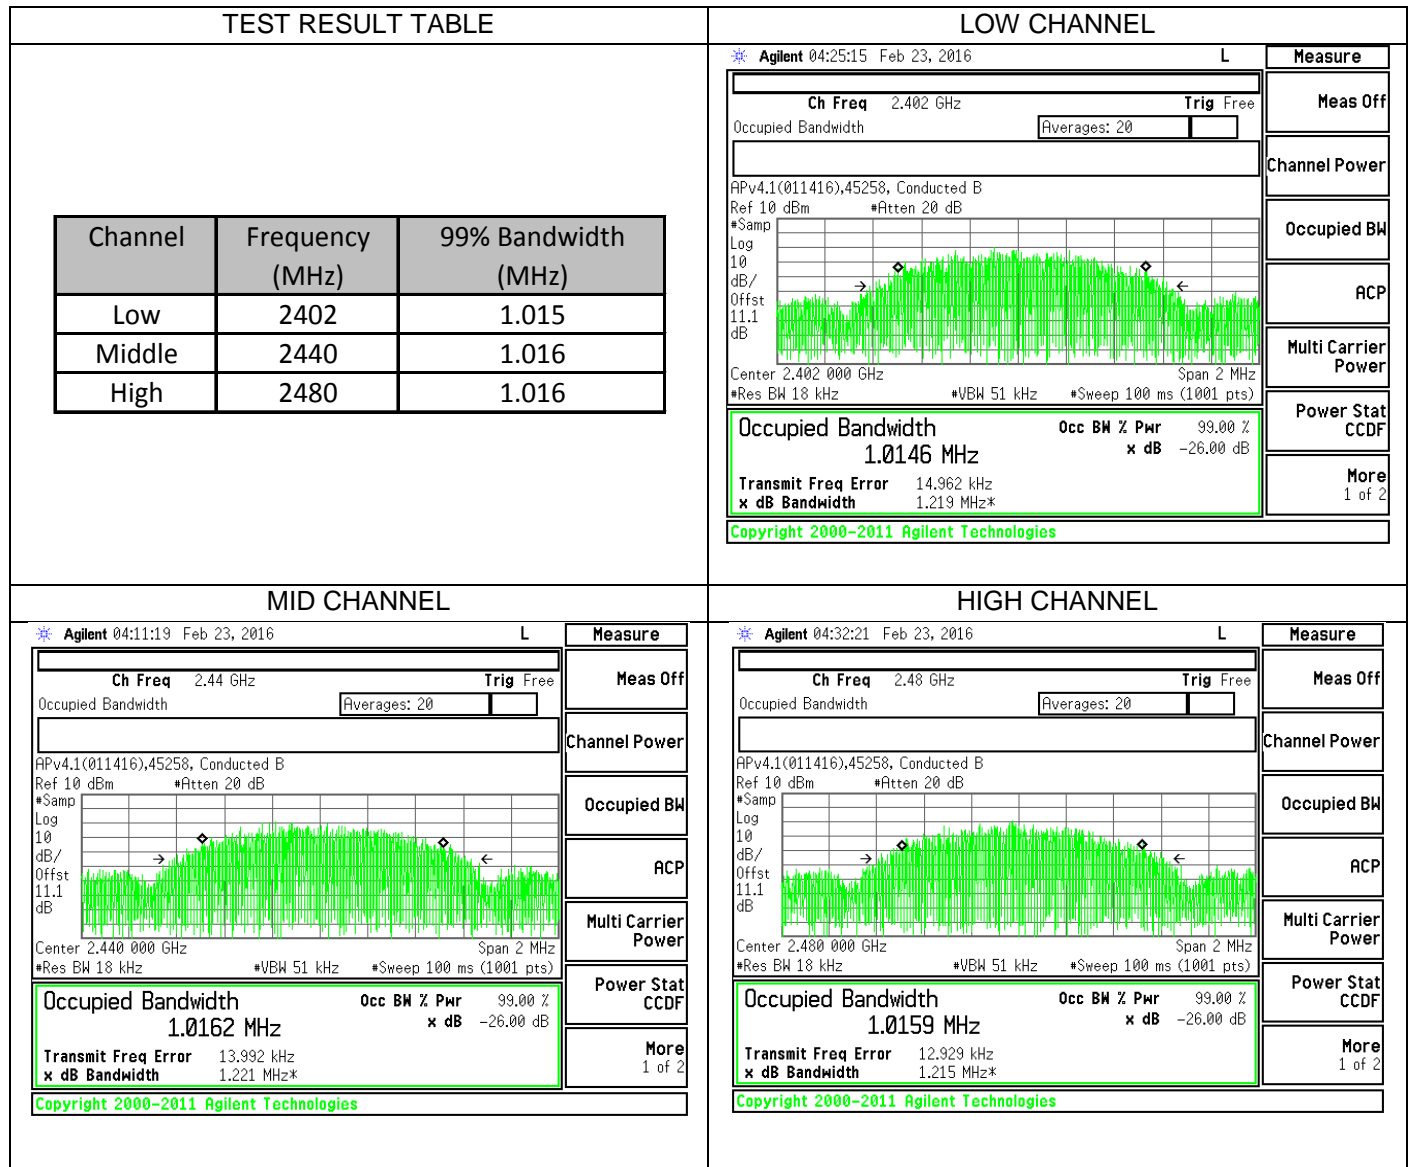 TEST RESULT TABLE
Channel Frequency (MHz) 99% Bandwidth (MHz)
Low 2402 1.015
Middle 2440 1.016
High 2480 1.016
LOW CHANNEL
Agilent 04:25:15 Feb 23, 2016 L
Measure
Ch Freq 2.402 GHz Trig Free
Occupied Bandwidth Averages: 20
APv4.1(011416),45258, Conducted B
Ref 10 dBm #Atten 20 dB
#Samp
Log
10
dB/
Offst
11.1
dB
Center 2.402 000 GHz Span 2 MHz
#Res BW 18 kHz #VBW 51 kHz #Sweep 100 ms (1001 pts)
Occupied Bandwidth Occ BW % Pwr 99.00 %
1.0146 MHz x dB -26.00 dB
Transmit Freq Error 14.962 kHz
x dB Bandwidth 1.219 MHz*
Copyright 2000-2011 Agilent Technologies
Meas Off
Channel Power
Occupied BW
ACP
Multi Carrier
Power
Power Stat
CCDF
More
1 of 2
MID CHANNEL
Agilent 04:11:19 Feb 23, 2016 L
Measure
Ch Freq 2.44 GHz Trig Free
Occupied Bandwidth Averages: 20
APv4.1(011416),45258, Conducted B
Ref 10 dBm #Atten 20 dB
#Samp
Log
10
dB/
Offst
11.1
dB
Center 2.440 000 GHz Span 2 MHz
#Res BW 18 kHz #VBW 51 kHz #Sweep 100 ms (1001 pts)
Occupied Bandwidth Occ BW % Pwr 99.00 %
1.0162 MHz x dB -26.00 dB
Transmit Freq Error 13.992 kHz
x dB Bandwidth 1.221 MHz*
Copyright 2000-2011 Agilent Technologies
Meas Off
Channel Power
Occupied BW
ACP
Multi Carrier
Power
Power Stat
CCDF
More
1 of 2
HIGH CHANNEL
Agilent 04:32:21 Feb 23, 2016 L
Measure
Ch Freq 2.48 GHz Trig Free
Occupied Bandwidth Averages: 20
APv4.1(011416),45258, Conducted B
Ref 10 dBm #Atten 20 dB
#Samp
Log
10
dB/
Offst
11.1
dB
Center 2.480 000 GHz Span 2 MHz
#Res BW 18 kHz #VBW 51 kHz #Sweep 100 ms (1001 pts)
Occupied Bandwidth Occ BW % Pwr 99.00 %
1.0159 MHz x dB -26.00 dB
Transmit Freq Error 12.929 kHz
x dB Bandwidth 1.215 MHz*
Copyright 2000-2011 Agilent Technologies
Meas Off
Channel Power
Occupied BW
ACP
Multi Carrier
Power
Power Stat
CCDF
More
1 of 2